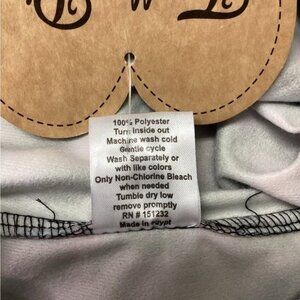 W
100% Polyester
Turn Inside out
Machine wash cold
Gentle cycle
Wash Separately or
with like colors
Only Non-Chlorine Bleach
when needed
Tumble dry low
remove promptly
RN # 151232
Made in Egypt